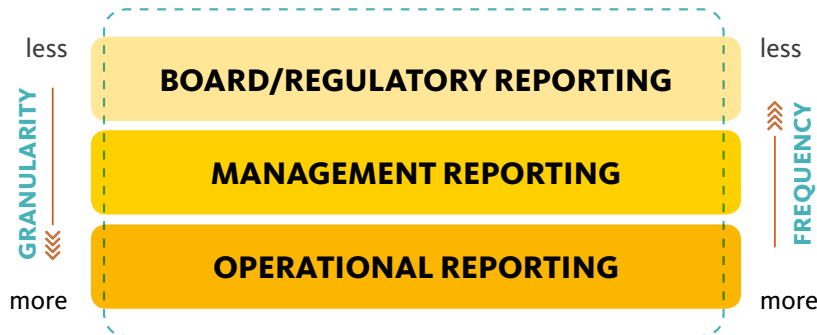 less
less
BOARD/REGULATORY REPORTING
GRANULARITY
FREQUENCY
MANAGEMENT REPORTING
OPERATIONAL REPORTING
more
more